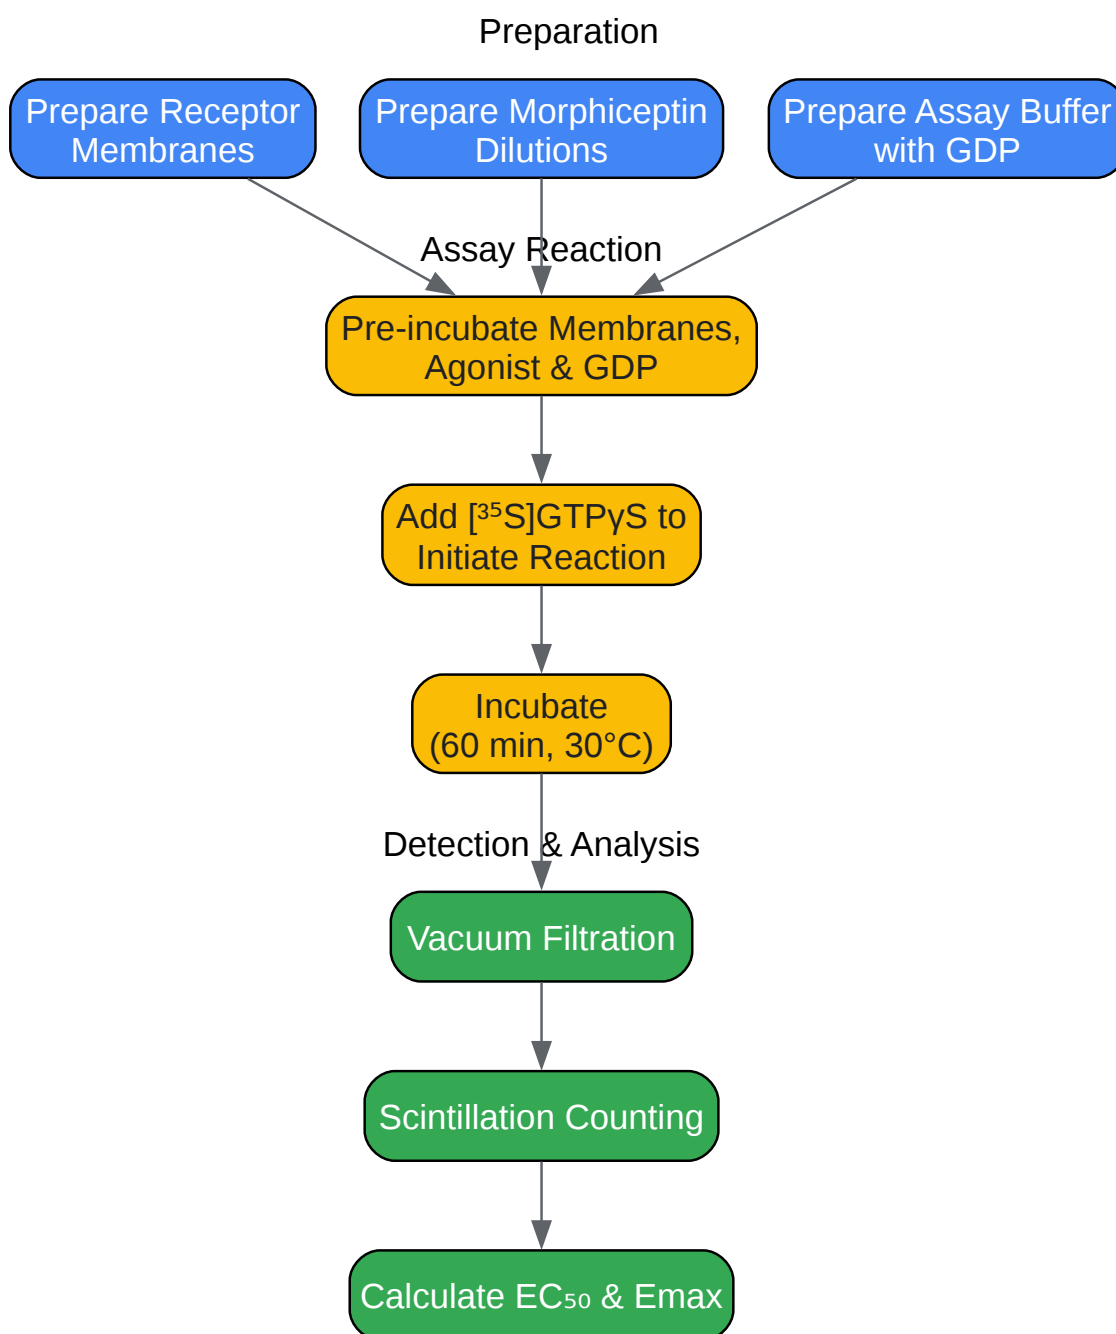 Preparation
Prepare Receptor
Membranes
Prepare Morphiceptin
Dilutions
Prepare Assay Buffer
with GDP
Assay Reaction
Pre-incubate Membranes,
Agonist & GDP
Add [³⁵S]GTPγS to
Initiate Reaction
Incubate
(60 min, 30°C)
Detection & Analysis
Vacuum Filtration
Scintillation Counting
Calculate EC₅₀ & Emax